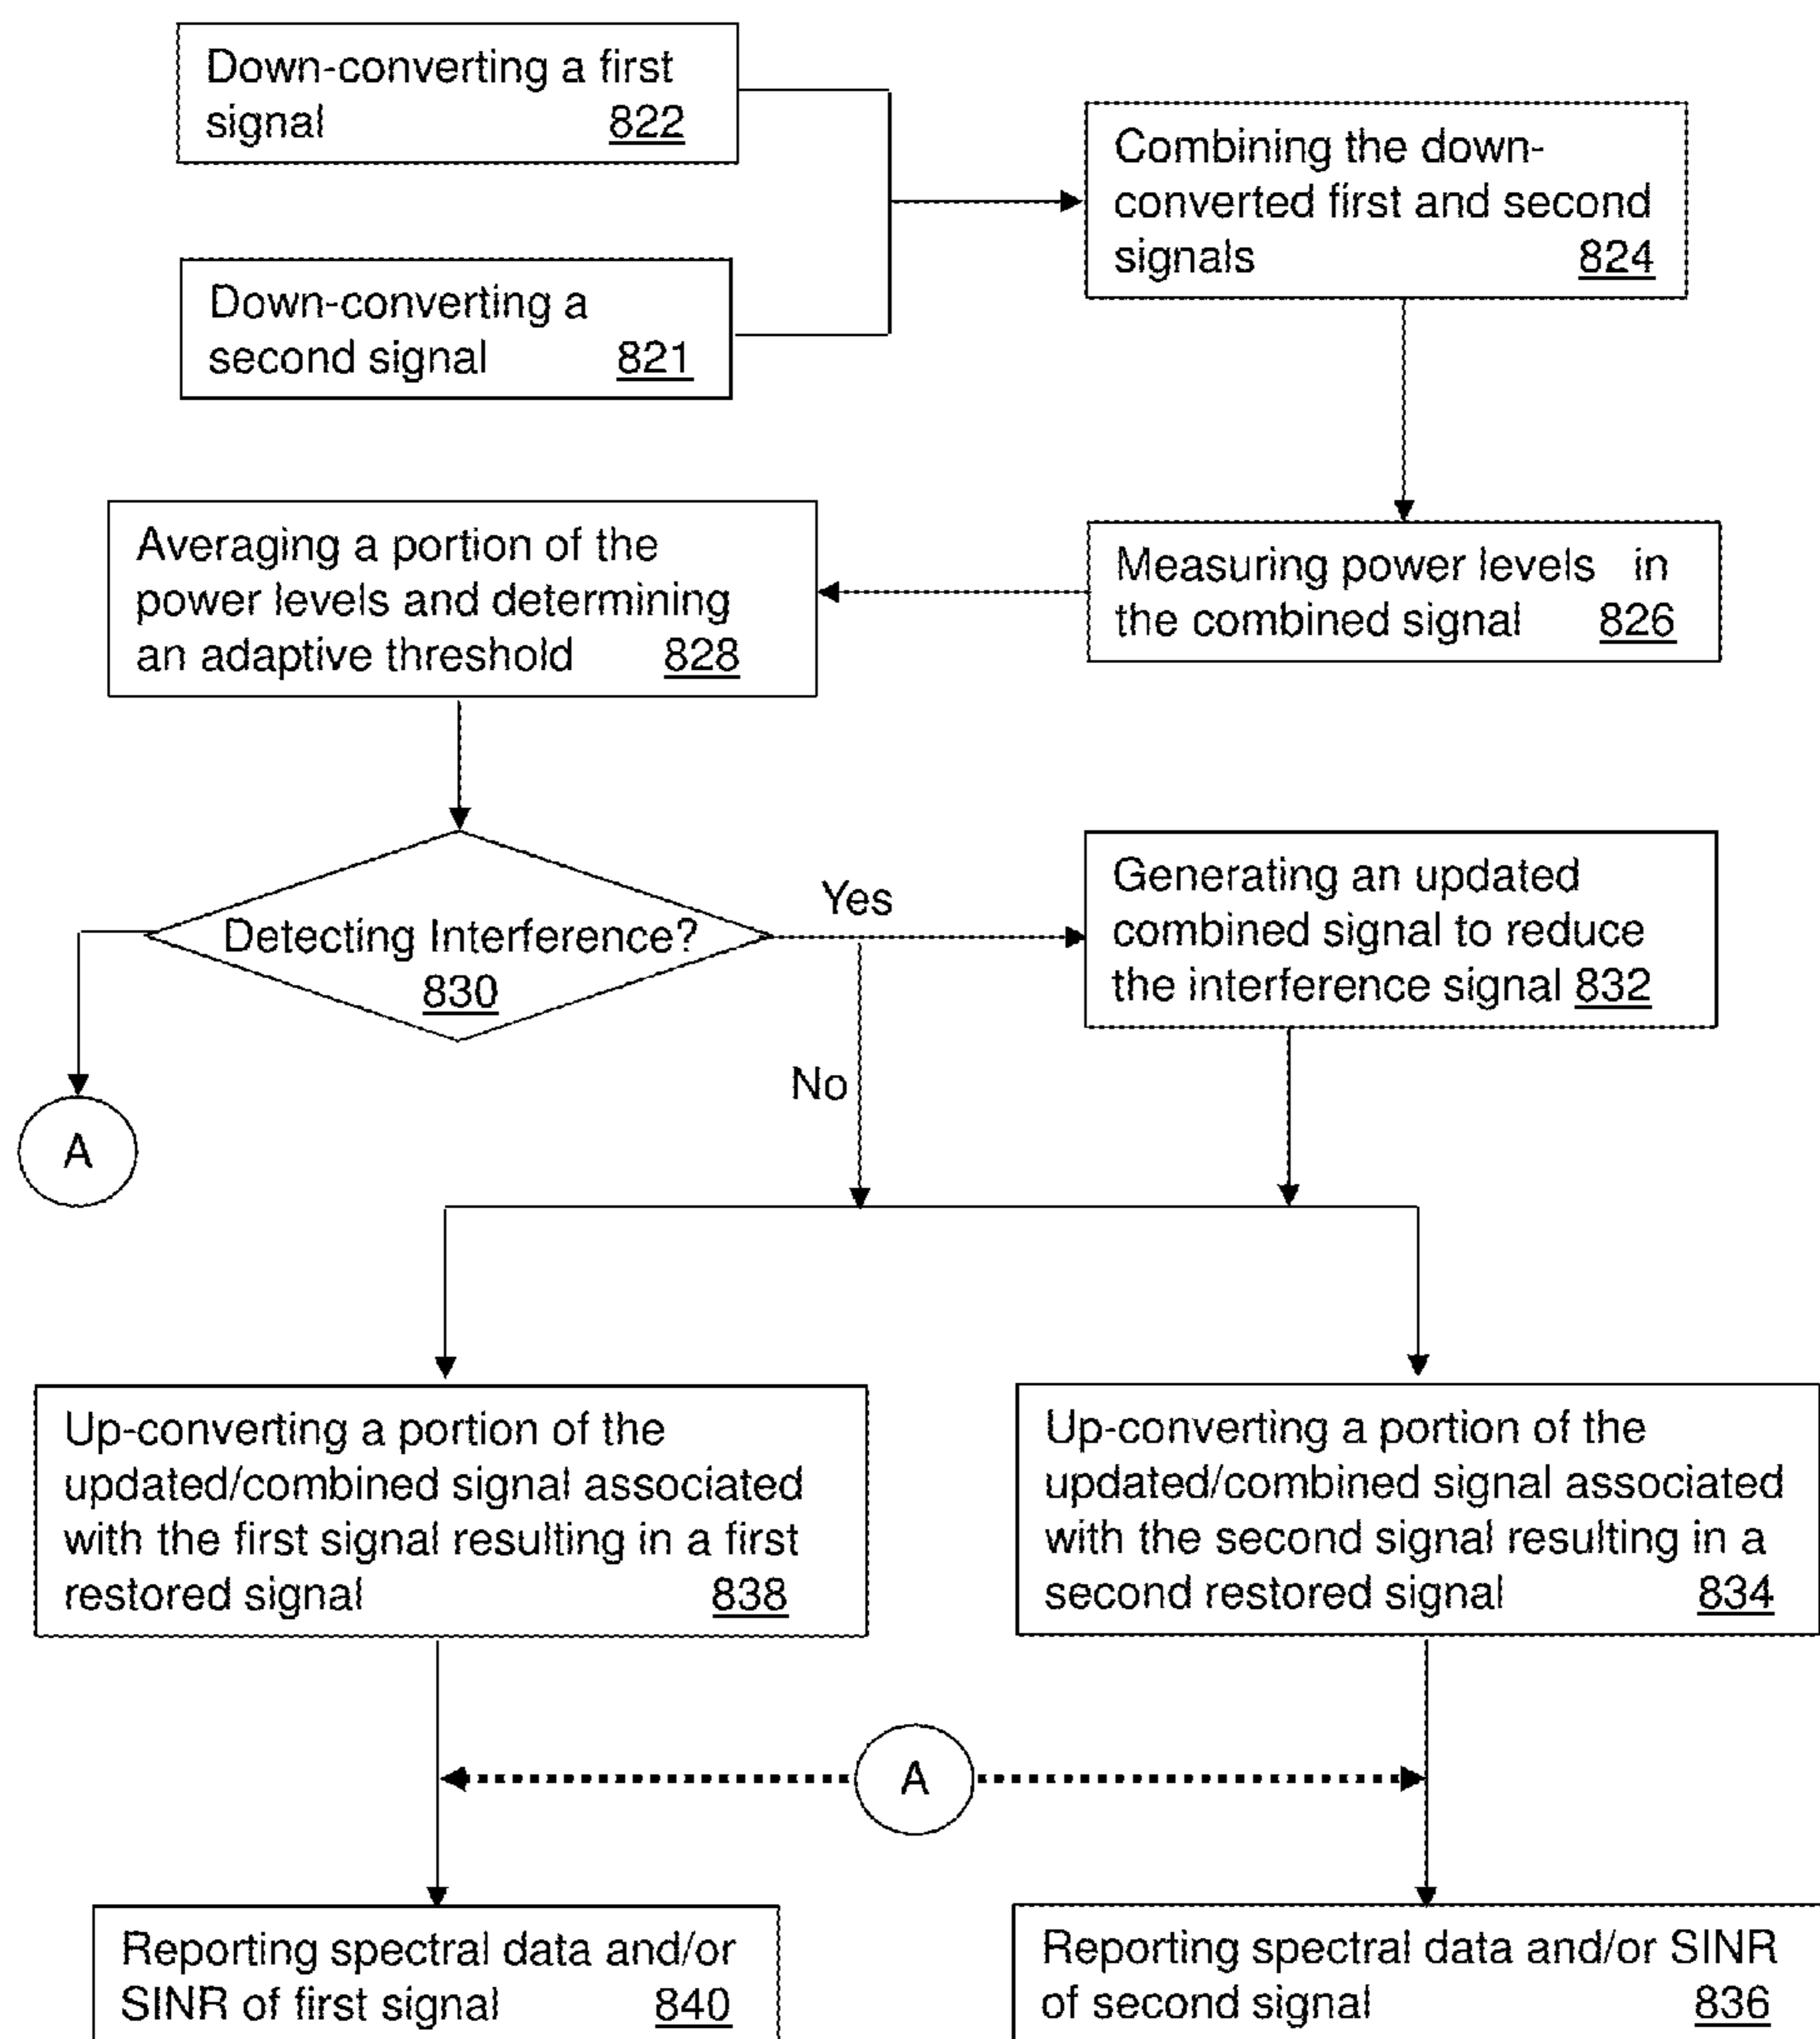 Down-converting a first
signal 822
Down-converting a
second signal 821
Combining the down-
converted first and second
signals 824
Measuring power levels in
the combined signal 826
Averaging a portion of the
power levels and determining
an adaptive threshold 828
Detecting Interference?
830
Yes
No
A
Generating an updated
combined signal to reduce
the interference signal 832
Up-converting a portion of the
updated/combined signal associated
with the first signal resulting in a first
restored signal 838
Up-converting a portion of the
updated/combined signal associated
with the second signal resulting in a
second restored signal 834
A
Reporting spectral data and/or
SINR of first signal 840
Reporting spectral data and/or SINR
of second signal 836